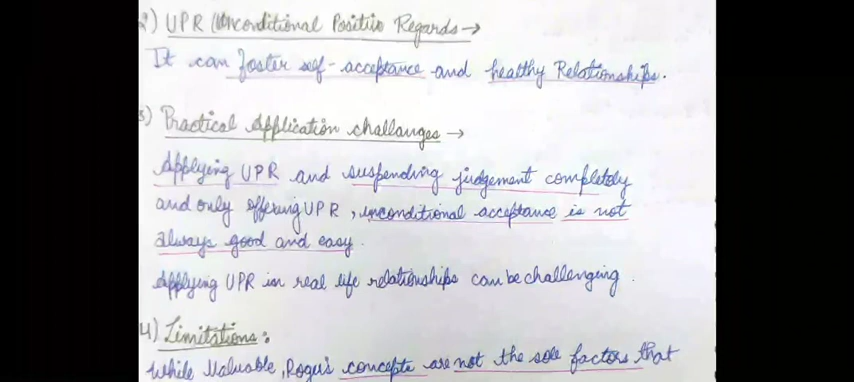 2) UPR (Unconditional Positive Regards →
It can foster self-acceptance and healthy Relationships.
3) Practical Application challanges →
Applying UPR and suspending judgement completely
and only offering UPR, unconditional acceptance is not
always good and easy.
Applying UPR in real life relationships can be challenging.
4) Limitations:
While Valuable, Rogers concepts are not the sole factors that